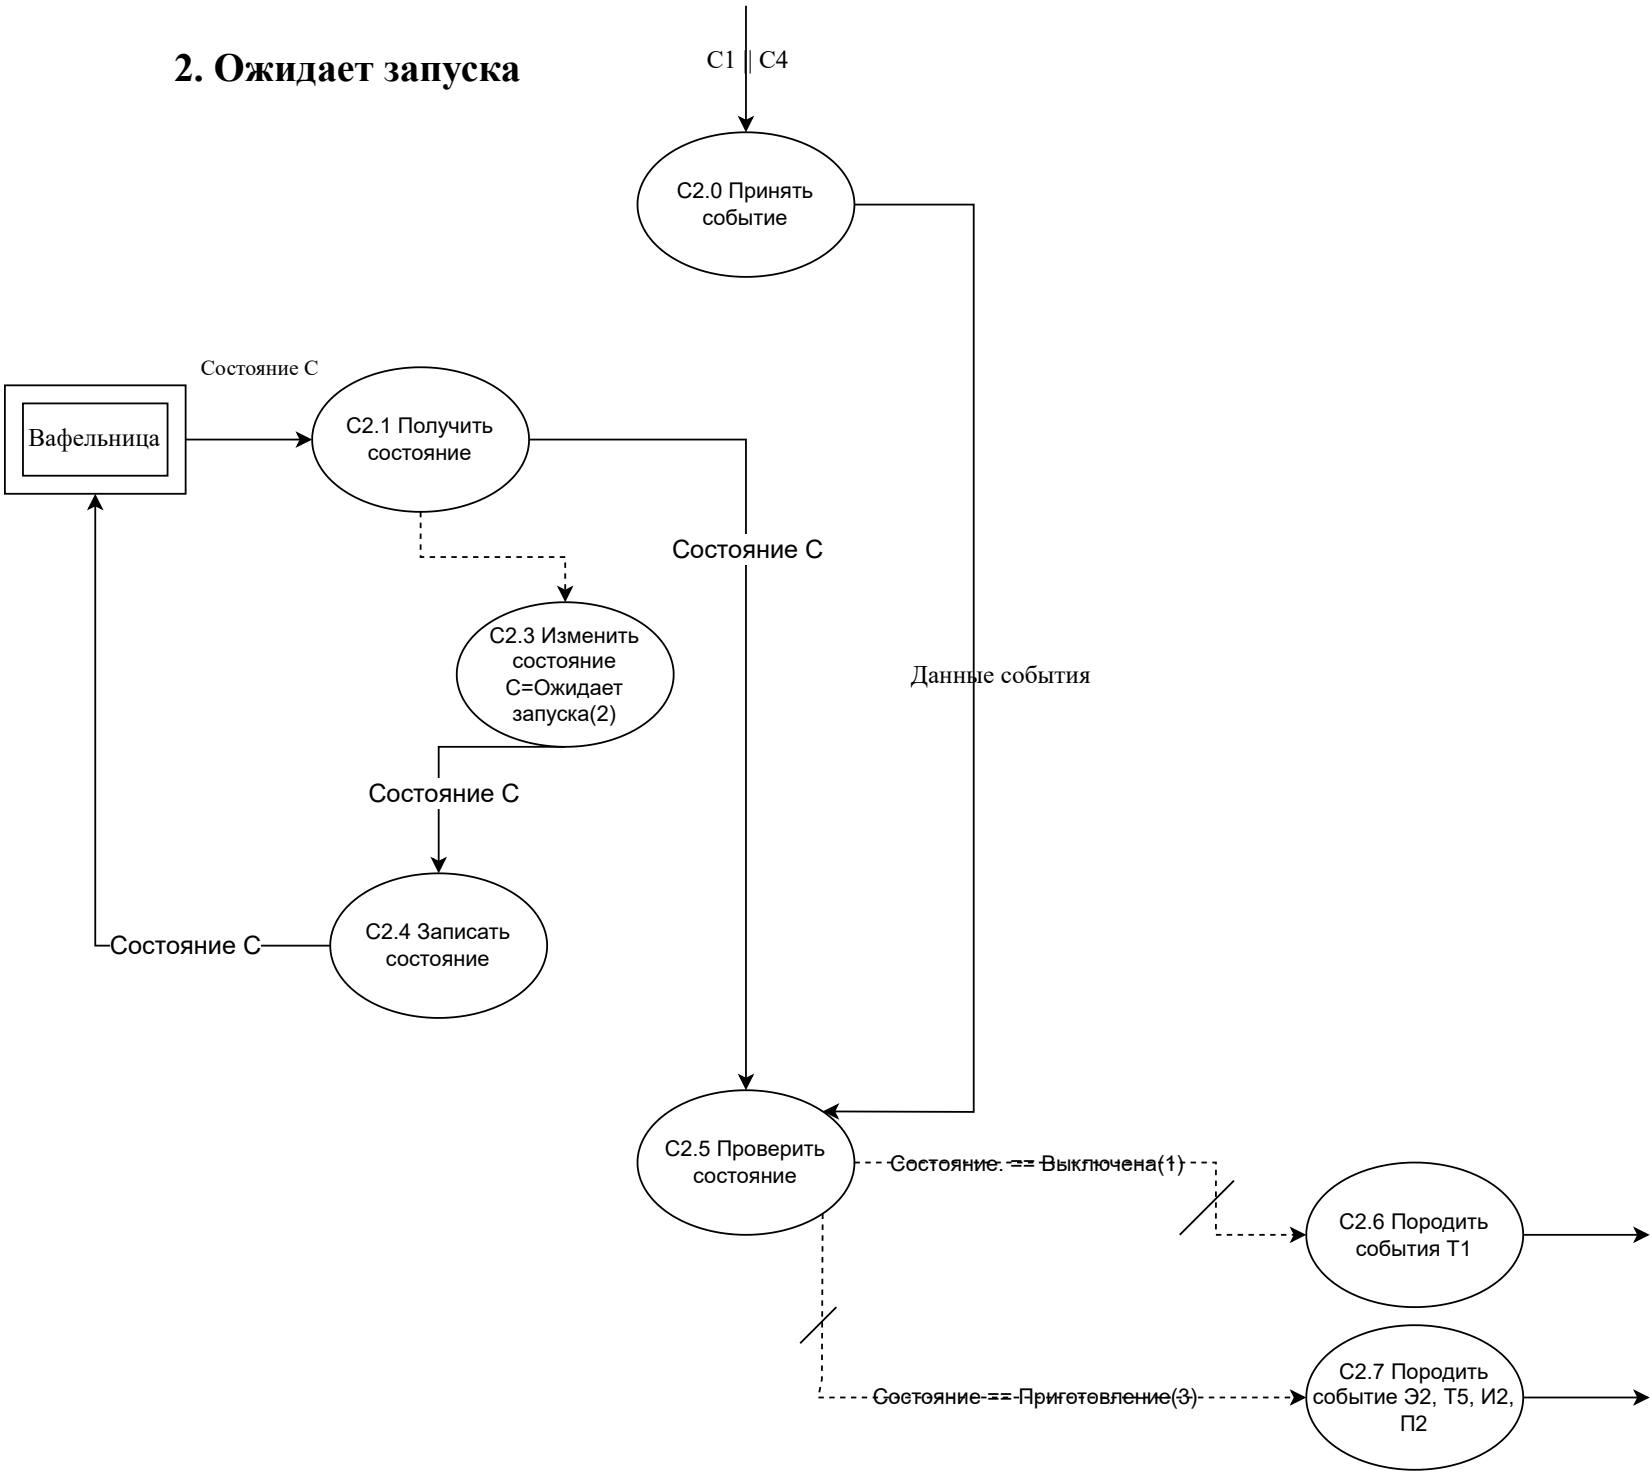 2. Ожидает запуска
С1 || С4
С2.0 Принять
событие
Состояние С
Вафельница
С2.1 Получить
состояние
Состояние С
С2.3 Изменить
состояние
С=Ожидает
запуска(2)
Данные события
Состояние С
С2.4 Записать
состояние
Состояние С
С2.5 Проверить
состояние
Состояние. == Выключена(1)
С2.6 Породить
события Т1
С2.7 Породить
событие Э2, Т5, И2,
П2
Состояние == Приготовление(3)